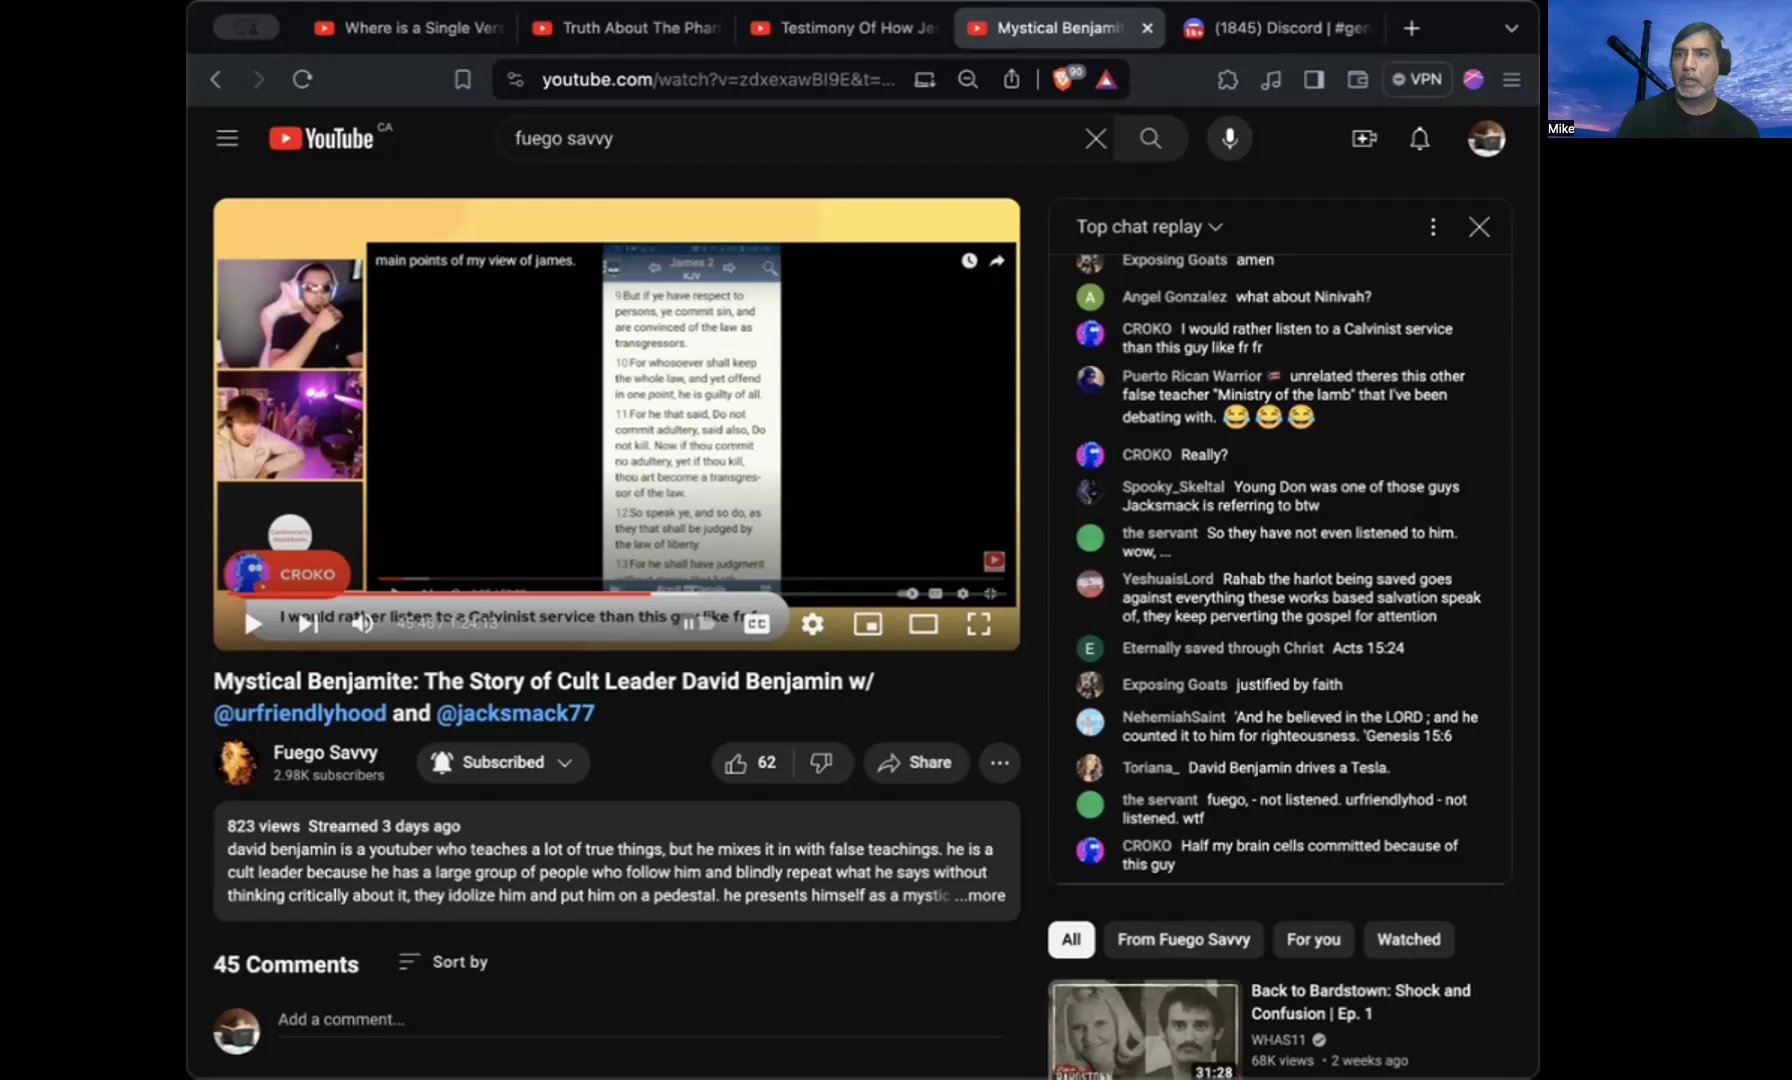 Where is a Single Ver
Truth About The Phar
Testimony Of How Je
Mystical Benjami
(1845) Discord | #gen
youtube.com/watch?v=zdxexawBI9E&t=...
90
VPN
Mike
YouTube CA
fuego savvy
main points of my view of james.
James 2
KJV
9 But if ye have respect to
persons, ye commit sin, and
are convinced of the law as
transgressors.
10 For whosoever shall keep
the whole law, and yet offend
in one point, he is guilty of all.
11 For he that said, Do not
commit adultery, said also, Do
not kill. Now if thou commit
no adultery, yet if thou kill,
thou art become a transgres-
sor of the law.
12 So speak ye, and so do, as
they that shall be judged by
the law of liberty.
13 For he shall have judgment
CROKO
I would rather listen to a Calvinist service than this guy like fr
45:46 / 1:24:13
Mystical Benjamite: The Story of Cult Leader David Benjamin w/
@urfriendlyhood and @jacksmack77
Fuego Savvy
2.98K subscribers
Subscribed
62
Share
823 views Streamed 3 days ago
david benjamin is a youtuber who teaches a lot of true things, but he mixes it in with false teachings. he is a
cult leader because he has a large group of people who follow him and blindly repeat what he says without
thinking critically about it, they idolize him and put him on a pedestal. he presents himself as a mystic ...more
45 Comments
Sort by
Add a comment...
Top chat replay
Exposing Goats amen
A
Angel Gonzalez what about Ninivah?
CROKO I would rather listen to a Calvinist service
than this guy like fr fr
Puerto Rican Warrior unrelated theres this other
false teacher "Ministry of the lamb" that I've been
debating with. 😂😂😂
CROKO Really?
Spooky_Skeltal Young Don was one of those guys
Jacksmack is referring to btw
the servant So they have not even listened to him.
wow, ...
YeshuaisLord Rahab the harlot being saved goes
against everything these works based salvation speak
of, they keep perverting the gospel for attention
E
Eternally saved through Christ Acts 15:24
Exposing Goats justified by faith
NehemiahSaint 'And he believed in the LORD ; and he
counted it to him for righteousness. 'Genesis 15:6
Toriana_ David Benjamin drives a Tesla.
the servant fuego, - not listened. urfriendlyhod - not
listened. wtf
CROKO Half my brain cells committed because of
this guy
All
From Fuego Savvy
For you
Watched
Back to Bardstown: Shock and
Confusion | Ep. 1
WHAS11
68K views • 2 weeks ago
BARDSTOWN
31:28